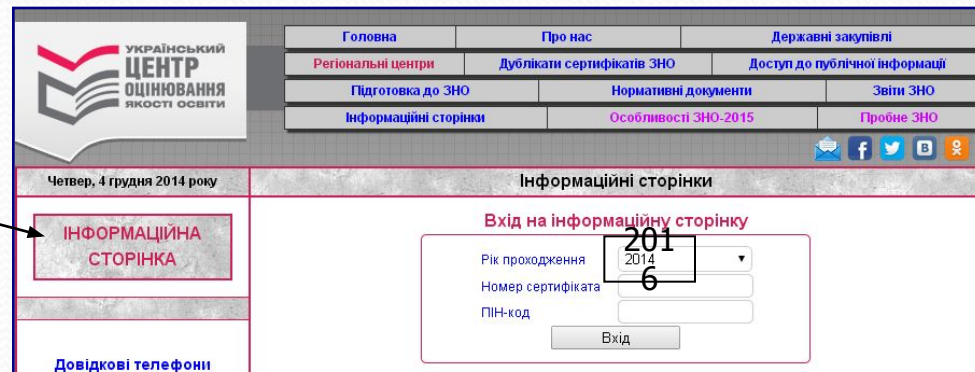 УКРАЇНСЬКИЙ
ЦЕНТР
ОЦІНЮВАННЯ
ЯКОСТІ ОСВІТИ
Головна Про нас Державні закупівлі
Регіональні центри Дублікати сертифікатів ЗНО Доступ до публічної інформації
Підготовка до ЗНО Нормативні документи Звіти ЗНО
Інформаційні сторінки Особливості ЗНО-2015 Пробне ЗНО
Четвер, 4 грудня 2014 року
Інформаційні сторінки
ІНФОРМАЦІЙНА
СТОРІНКА
Довідкові телефони
Вхід на інформаційну сторінку
201
Рік проходження 2014
6
Номер сертифіката
ПІН-код
Вхід